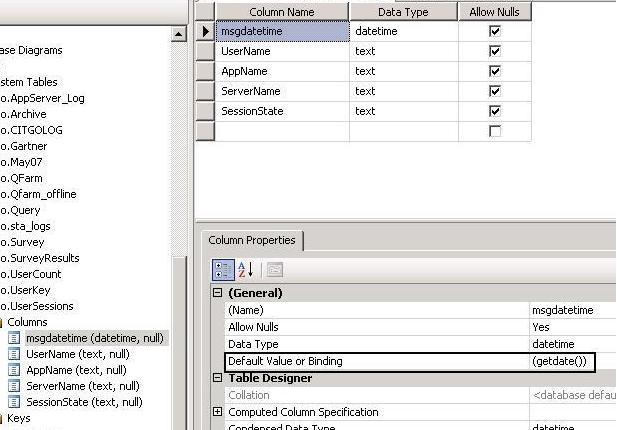 ase Diagrams
stem Tables
o.AppServer_Log
o.Archive
o.CITGOLOG
o.Gartner
o.May07
o.QFarm
o.Qfarm_offline
o.Query
o.sta_logs
o.Survey
o.SurveyResults
o.UserCount
o.UserKey
o.UserSessions
Columns
msgdatetime (datetime, null)
UserName (text, null)
AppName (text, null)
ServerName (text, null)
SessionState (text, null)
Keys
Column Name Data Type Allow Nulls
msgdatetime datetime
UserName text
AppName text
ServerName text
SessionState text
Column Properties
(General)
(Name) msgdatetime
Allow Nulls Yes
Data Type datetime
Default Value or Binding (getdate())
Table Designer
Collation <database defau
Computed Column Specification
Condensed Data Type datetime